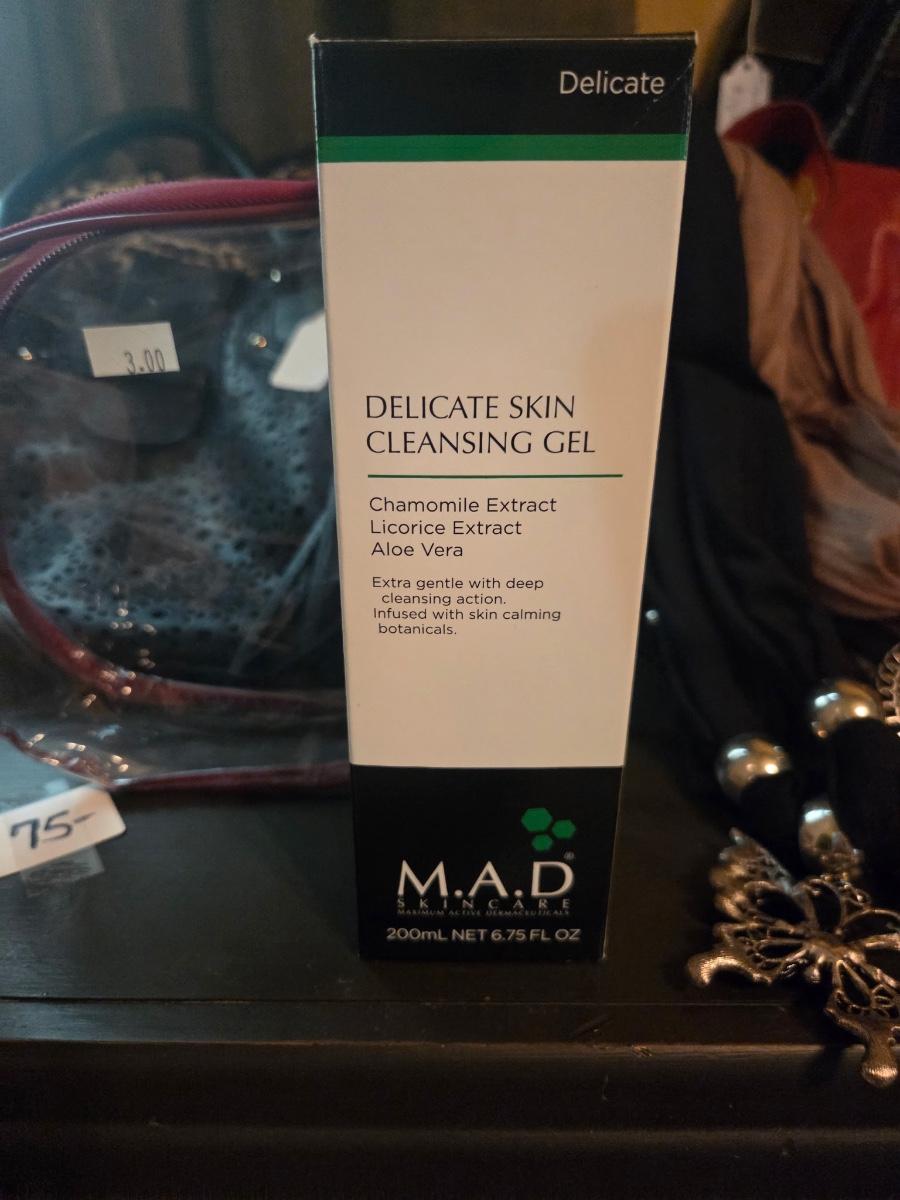 Delicate
3.00
DELICATE SKIN
CLEANSING GEL
Chamomile Extract
Licorice Extract
Aloe Vera
Extra gentle with deep
cleansing action.
Infused with skin calming
botanicals.
75-
M.A.D®
SKINCARE
MAXIMUM ACTIVE DERMACEUTICALS
200mL NET 6.75 FL OZ